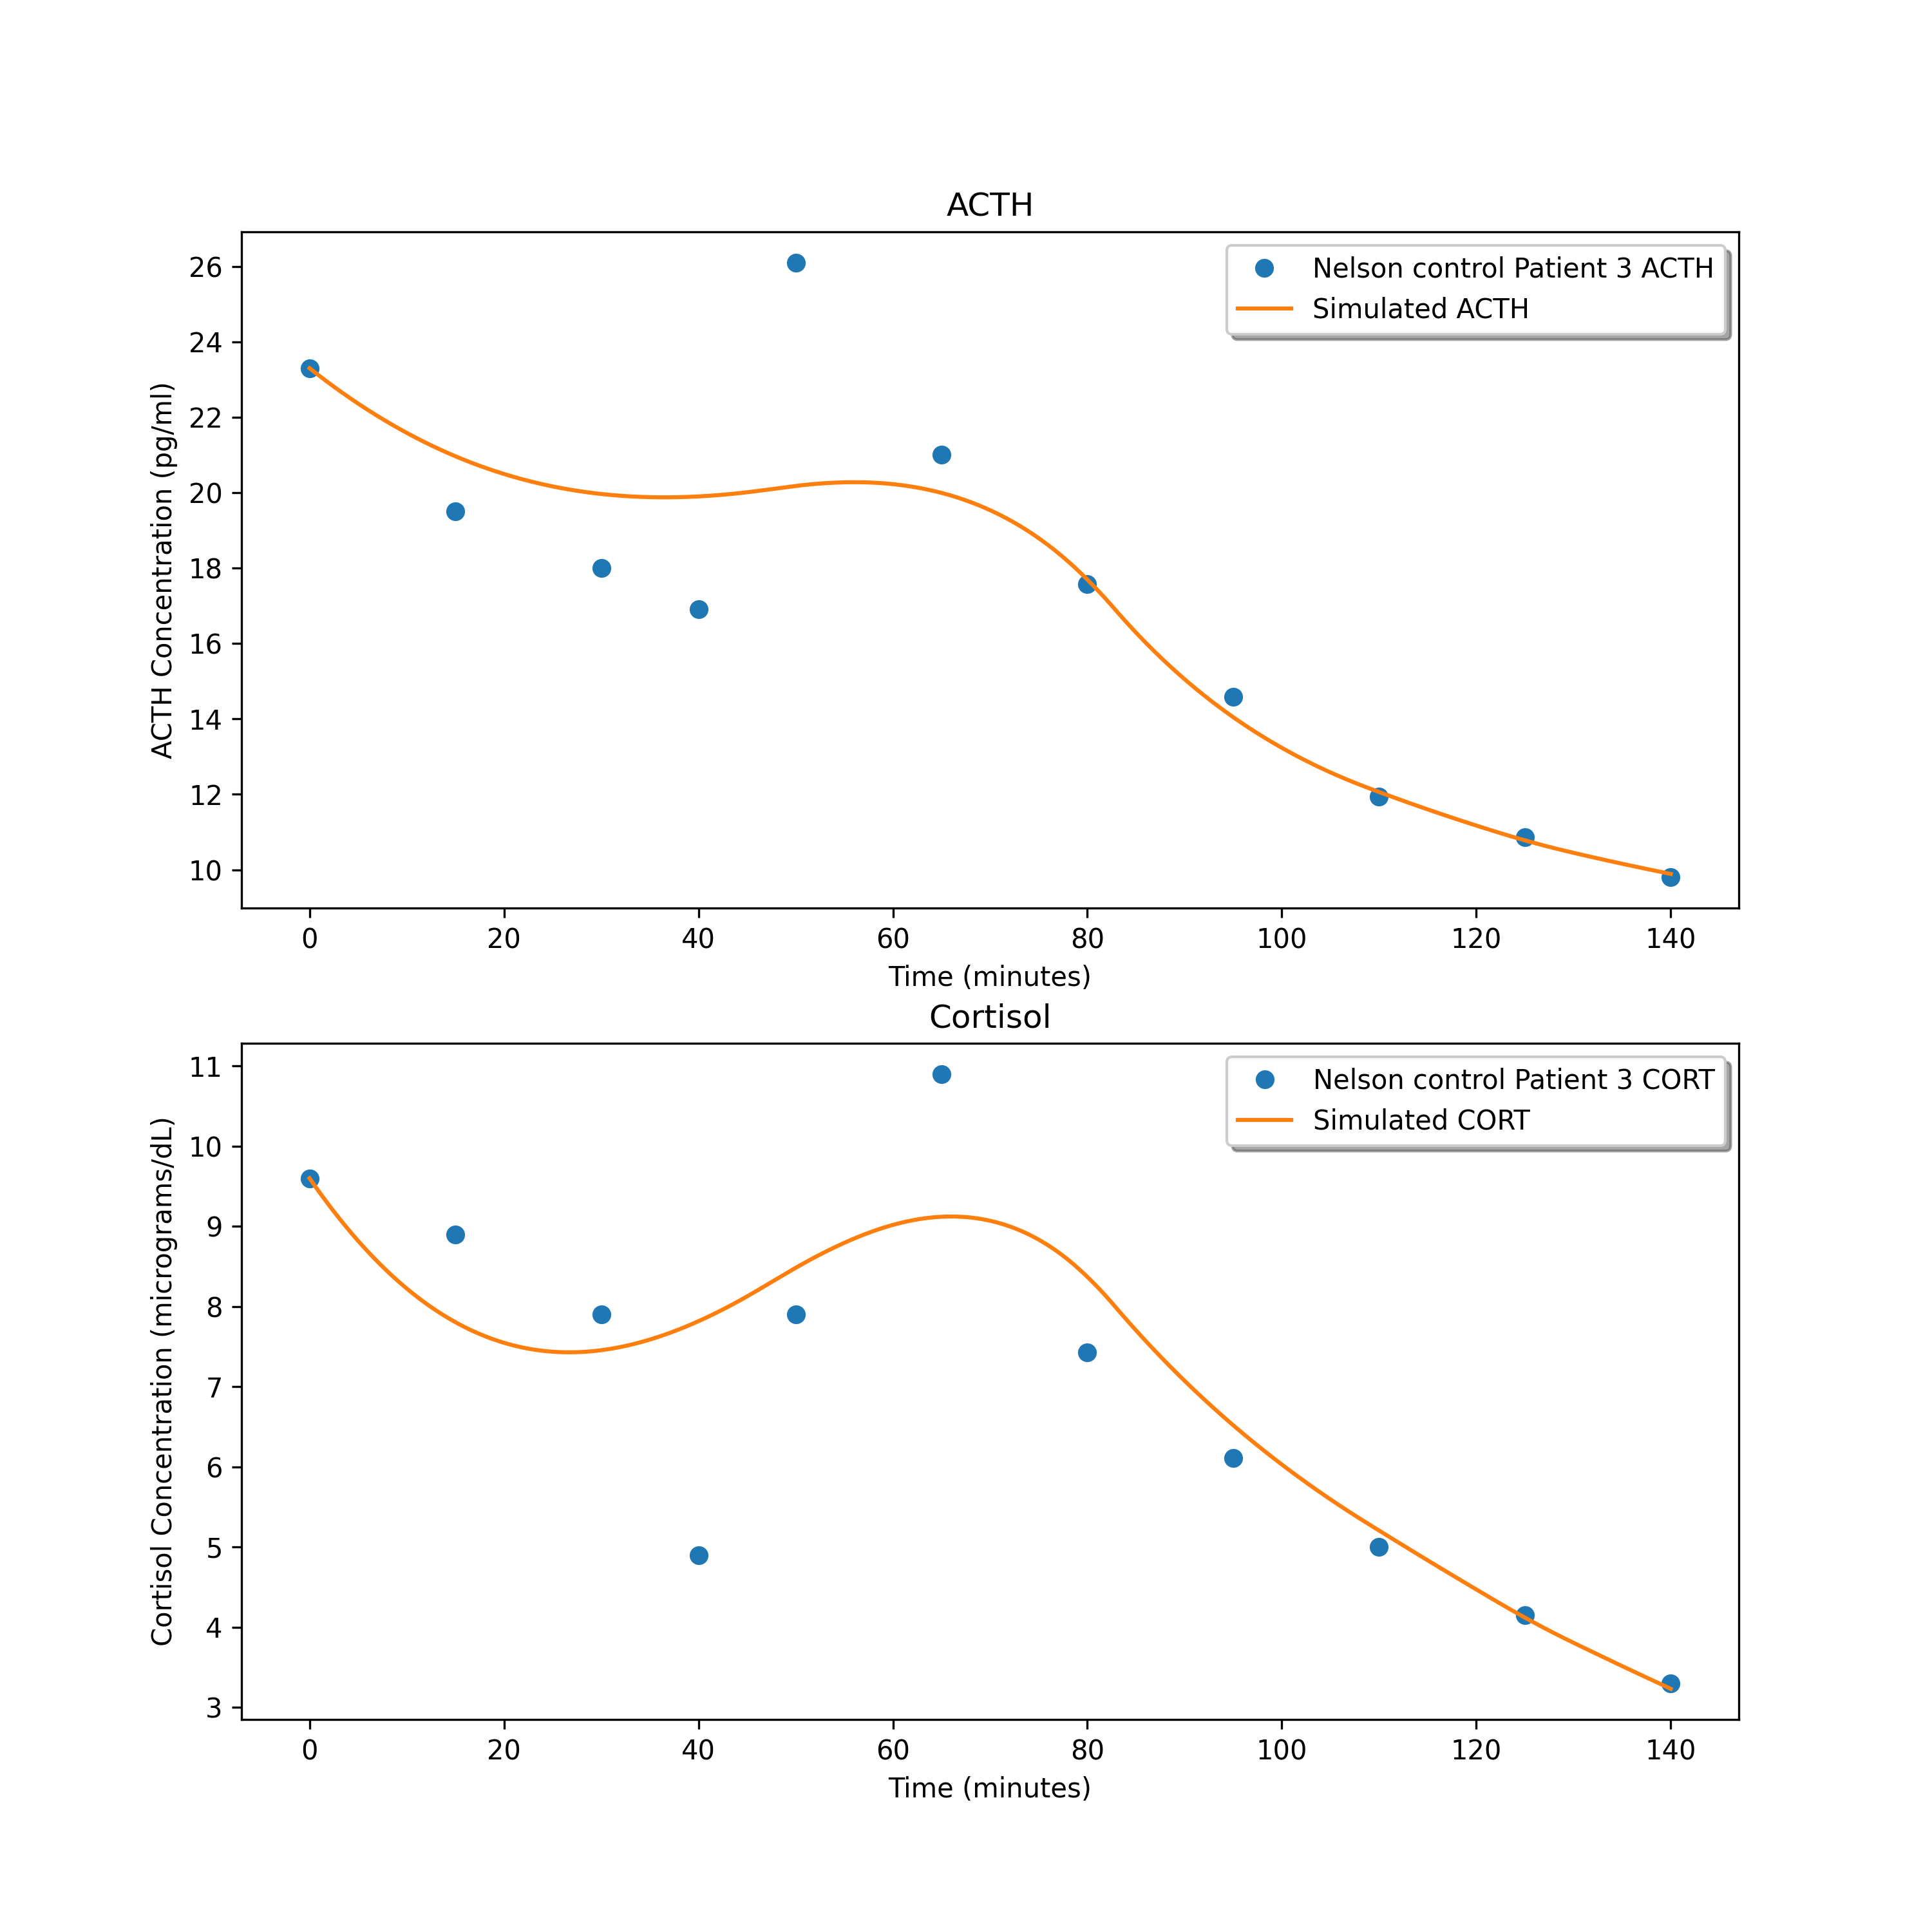 ACTH
26
24
22
20
18
16
14
12
10
ACTH Concentration (pg/ml)
Nelson control Patient 3 ACTH
Simulated ACTH
0 20 40 60 80 100 120 140
Time (minutes)
Cortisol
11
10
9
8
7
6
5
4
3
Cortisol Concentration (micrograms/dL)
Nelson control Patient 3 CORT
Simulated CORT
0 20 40 60 80 100 120 140
Time (minutes)